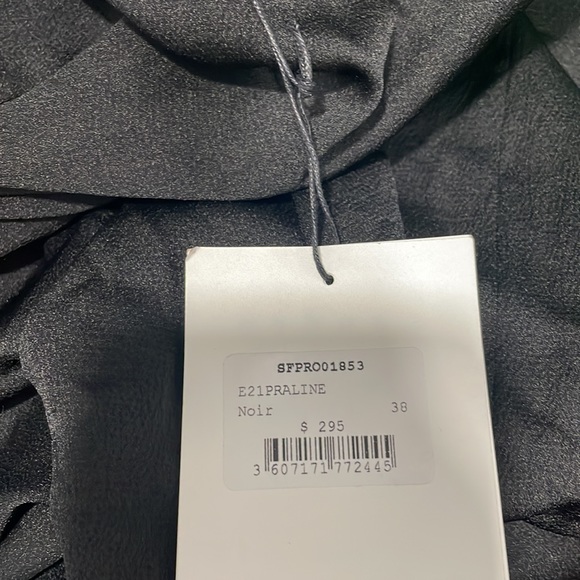 SFPRO01853
E21PRALINE
Noir 38
$ 295
3 607171 772445